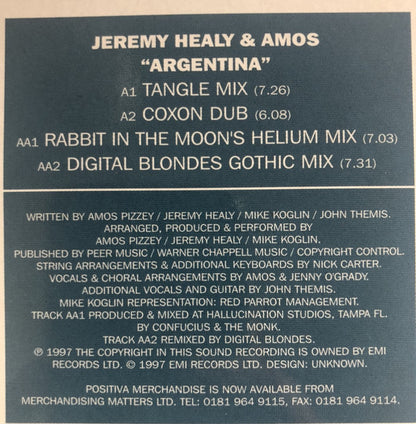 JEREMY HEALY & AMOS
"ARGENTINA"
A1 TANGLE MIX (7.26)
A2 COXON DUB (6.08)
AA1 RABBIT IN THE MOON'S HELIUM MIX (7.03)
AA2 DIGITAL BLONDES GOTHIC MIX (7.31)
WRITTEN BY AMOS PIZZEY / JEREMY HEALY / MIKE KOGLIN / JOHN THEMIS.
ARRANGED, PRODUCED & PERFORMED BY
AMOS PIZZEY / JEREMY HEALY / MIKE KOGLIN.
PUBLISHED BY PEER MUSIC / WARNER CHAPPELL MUSIC / COPYRIGHT CONTROL.
STRING ARRANGEMENTS & ADDITIONAL KEYBOARDS BY NICK CARTER.
VOCALS & CHORAL ARRANGEMENTS BY AMOS & JENNY O'GRADY.
ADDITIONAL VOCALS AND GUITAR BY JOHN THEMIS.
MIKE KOGLIN REPRESENTATION: RED PARROT MANAGEMENT.
TRACK AA1 PRODUCED & MIXED AT HALLUCINATION STUDIOS, TAMPA FL.
BY CONFUCIUS & THE MONK.
TRACK AA2 REMIXED BY DIGITAL BLONDES.
℗ 1997 THE COPYRIGHT IN THIS SOUND RECORDING IS OWNED BY EMI
RECORDS LTD. © 1997 EMI RECORDS LTD. DESIGN: UNKNOWN.
POSITIVA MERCHANDISE IS NOW AVAILABLE FROM
MERCHANDISING MATTERS LTD. TEL: 0181 964 9115, FAX: 0181 964 9114.